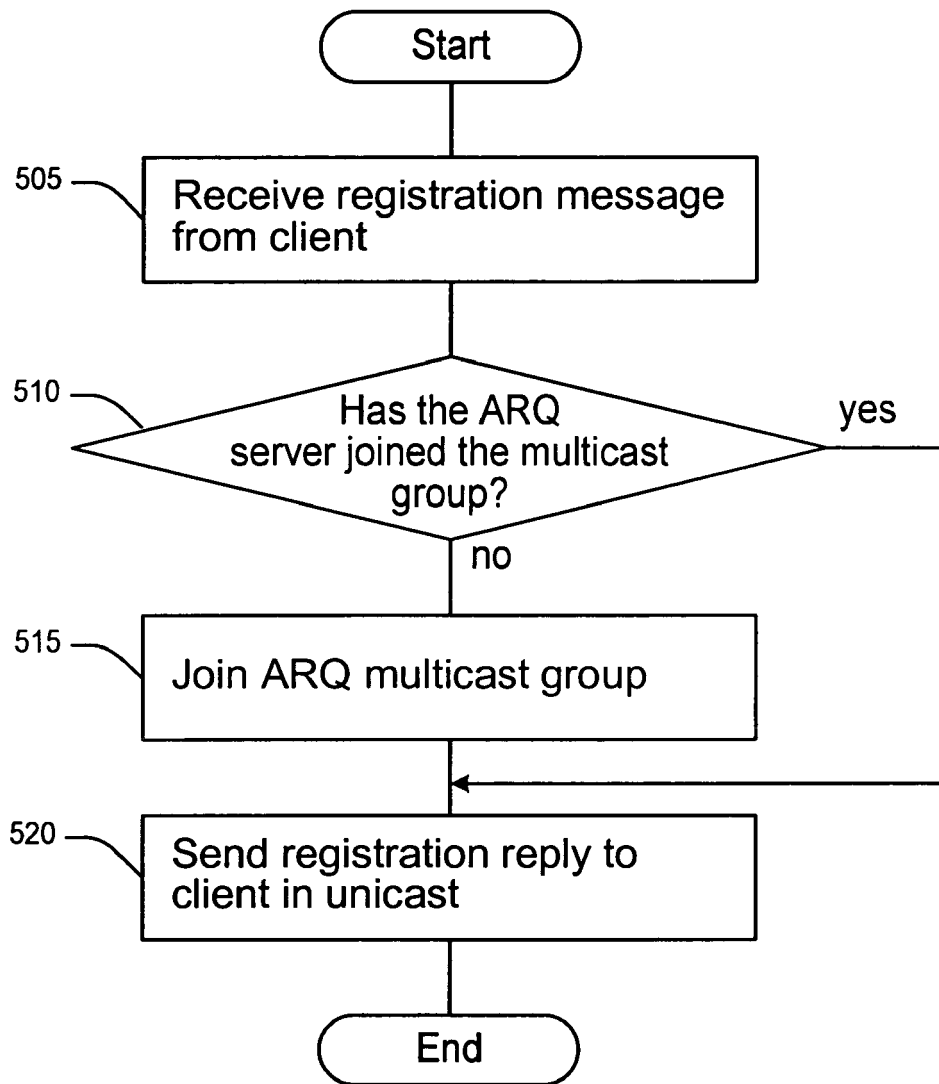 Start
505
Receive registration message
from client
510
Has the ARQ
server joined the multicast
group?
yes
no
515
Join ARQ multicast group
520
Send registration reply to
client in unicast
End